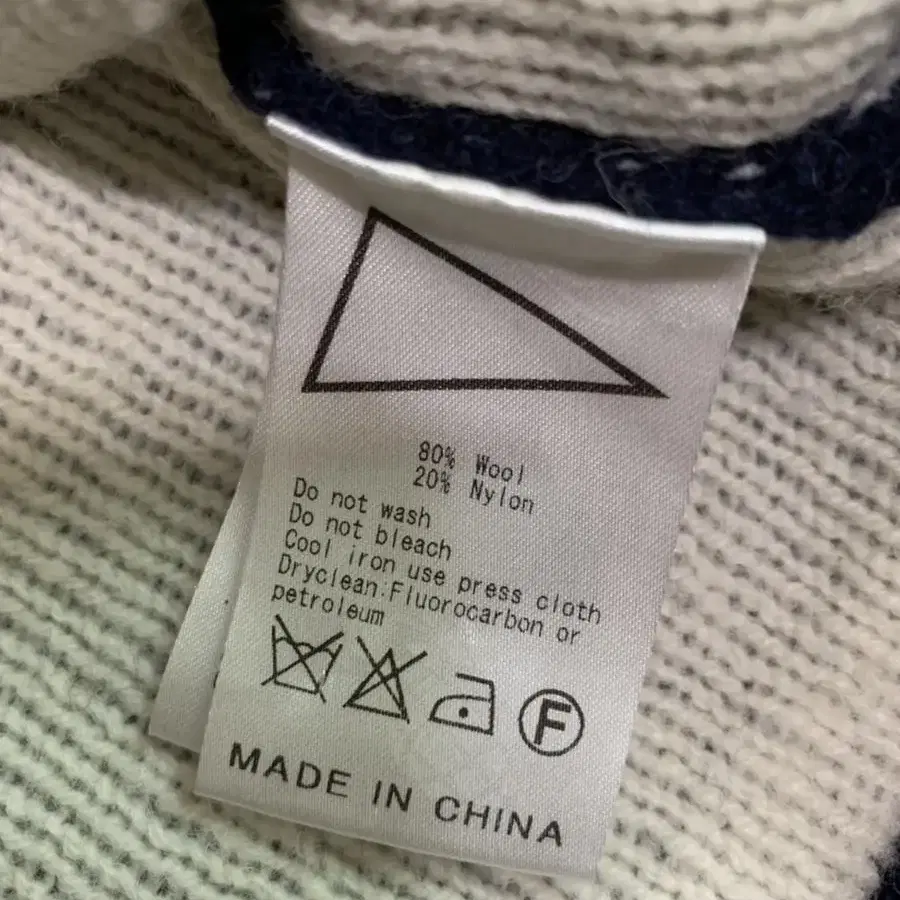 80% Wool
20% Nylon
Do not wash
Do not bleach
Cool iron use press cloth
Dryclean:Fluorocarbon or
petroleum
F
MADE IN CHINA